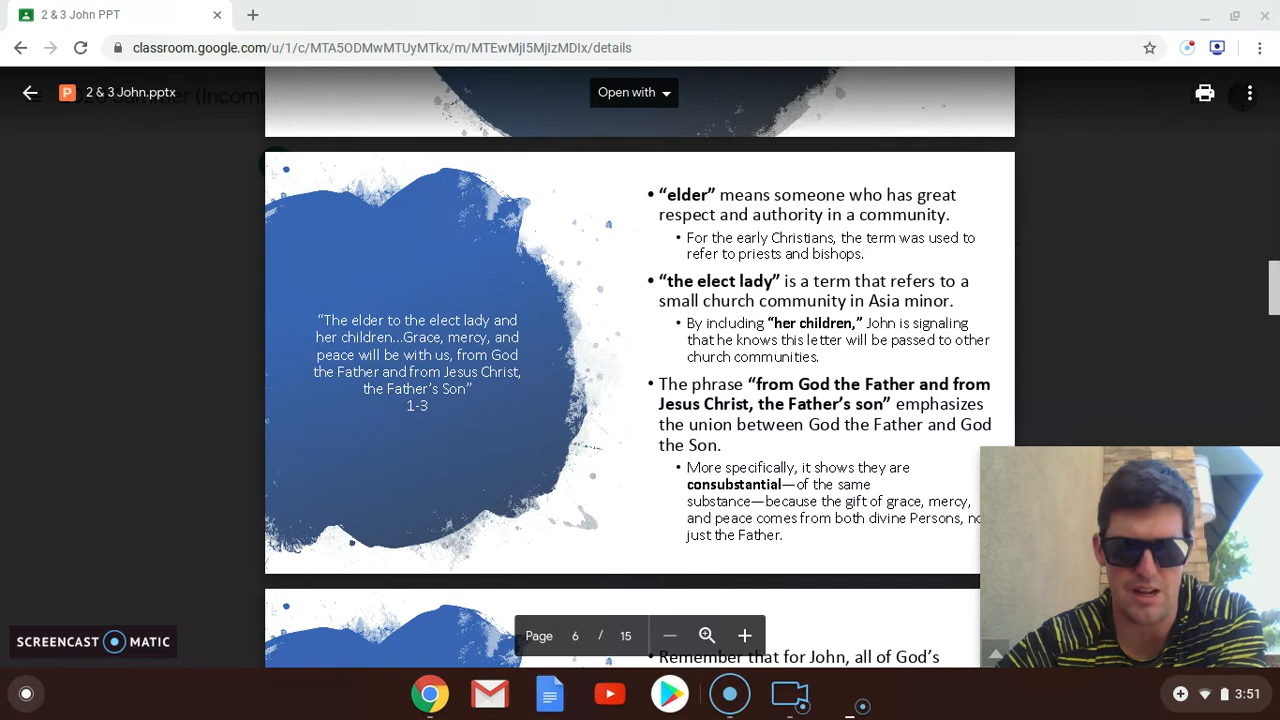 2 & 3 John PPT
classroom.google.com/u/1/c/MTA5ODMwMTUyMTkx/m/MTEwMjI5MjIzMDIx/details
2 & 3 John.pptx
Open with
“The elder to the elect lady and
her children...Grace, mercy, and
peace will be with us, from God
the Father and from Jesus Christ,
the Father’s Son”
1-3
• “elder” means someone who has great
respect and authority in a community.
• For the early Christians, the term was used to
refer to priests and bishops.
• “the elect lady” is a term that refers to a
small church community in Asia minor.
• By including “her children,” John is signaling
that he knows this letter will be passed to other
church communities.
• The phrase “from God the Father and from
Jesus Christ, the Father’s son” emphasizes
the union between God the Father and God
the Son.
• More specifically, it shows they are
consubstantial—of the same
substance—because the gift of grace, mercy,
and peace comes from both divine Persons,
just the Father.
Page 6 / 15
• Remember that for John, all of God’s
SCREENCAST MATIC
3:51